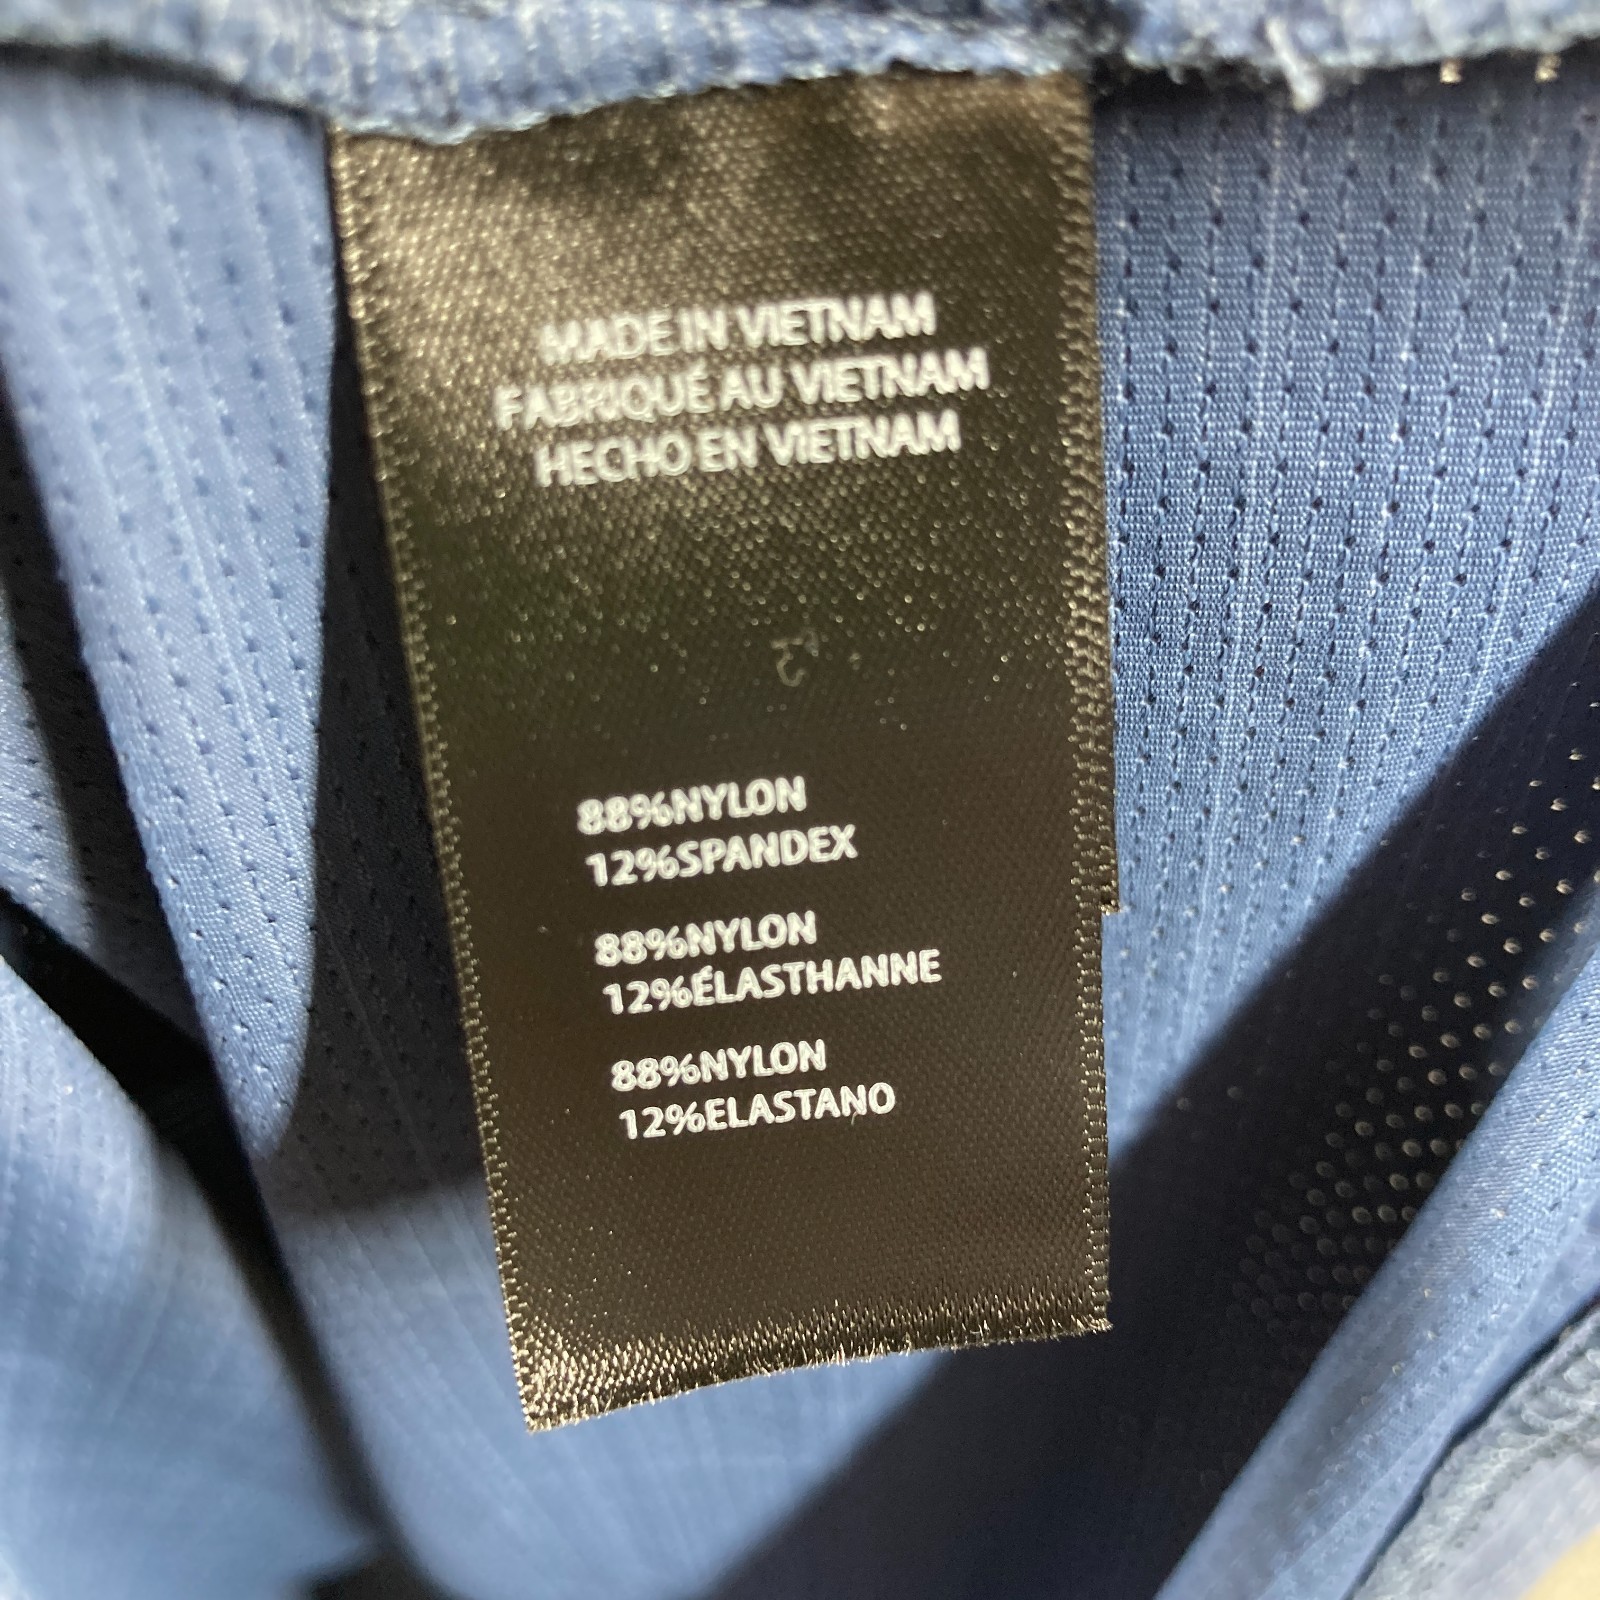 MADE IN VIETNAM
FABRIQUÉ AU VIETNAM
HECHO EN VIETNAM
88%NYLON
12%SPANDEX
88%NYLON
12%ÉLASTHANNE
88%NYLON
12%ELASTANO